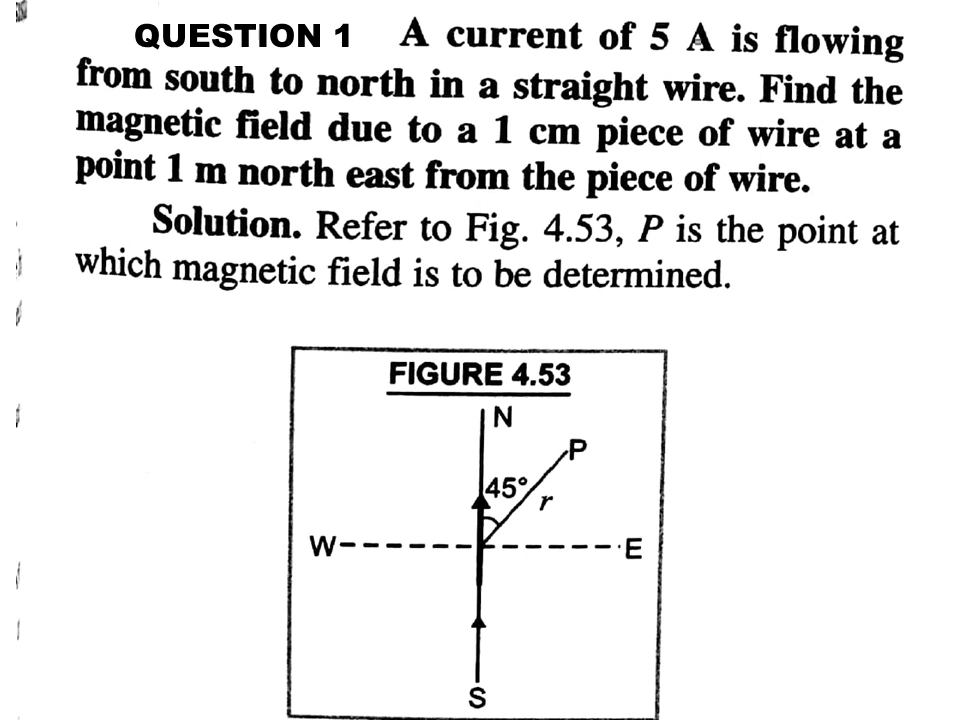 QUESTION 1 A current of 5 A is flowing
from south to north in a straight wire. Find the
magnetic field due to a 1 cm piece of wire at a
point 1 m north east from the piece of wire.
Solution. Refer to Fig. 4.53, P is the point at
which magnetic field is to be determined.
FIGURE 4.53
N
P
45°
r
W
E
S